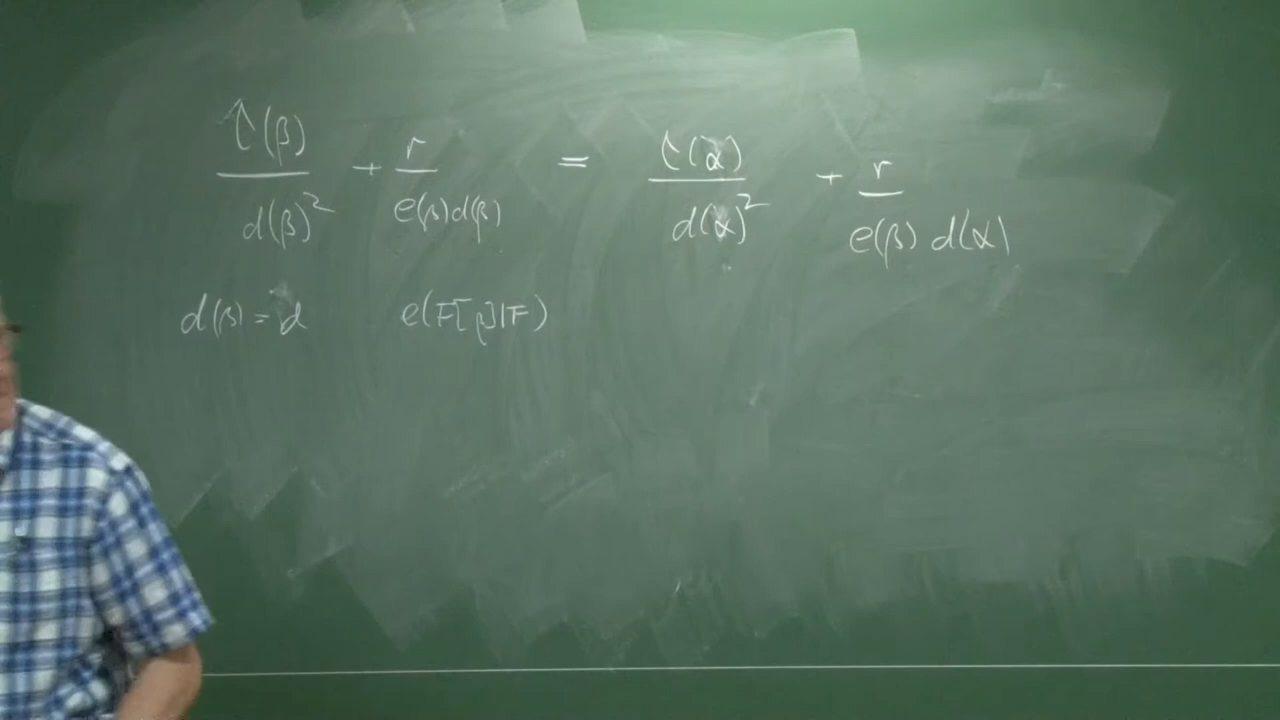 c(β)/d(β)² + r/e(β)d(β) = c(α)/d(α)² + r/e(β) d(α)
d(β) = d e(F[β]|F)